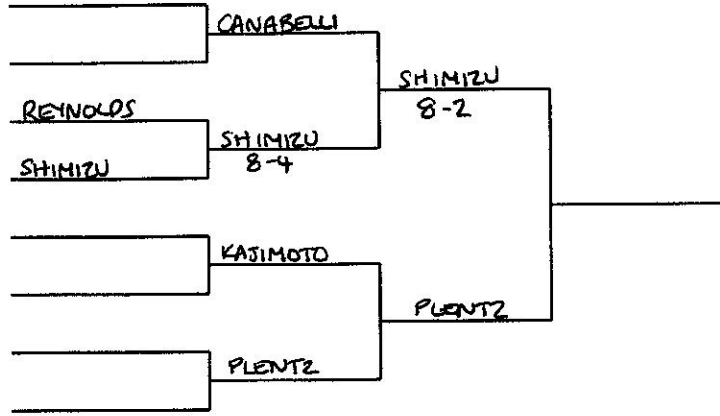 CANABELLI
SHIMIZU
8-2
REYNOLDS
SHIMIZU
8-4
SHIMIZU
KAJIMOTO
PLENTZ
PLENTZ